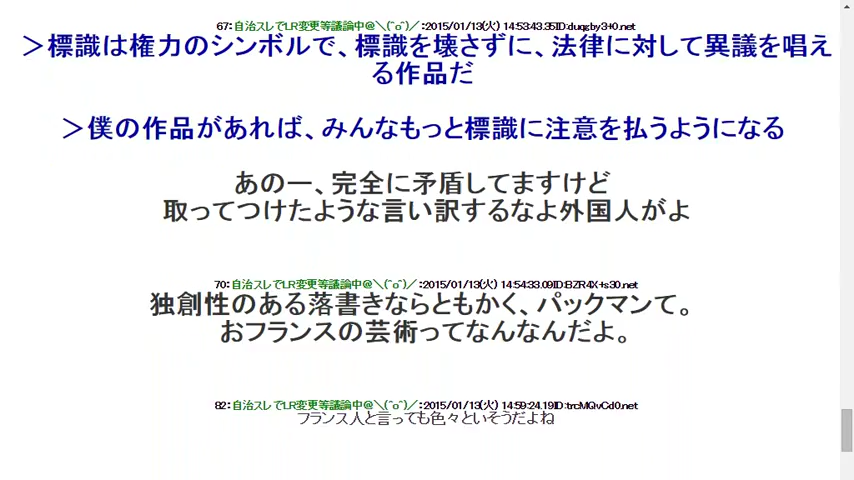 67：自治スレでLR変更等議論中@＼(^o^)／：2015/01/13(火) 14:53:43.35ID:duqgby3+0.net
＞標識は権力のシンボルで、標識を壊さずに、法律に対して異議を唱え
る作品だ
＞僕の作品があれば、みんなもっと標識に注意を払うようになる
あのー、完全に矛盾してますけど
取ってつけたような言い訳するなよ外国人がよ
70：自治スレでLR変更等議論中@＼(^o^)／：2015/01/13(火) 14:54:33.09ID:BZR4X+s30.net
独創性のある落書きならともかく、パックマンて。
おフランスの芸術ってなんなんだよ。
82：自治スレでLR変更等議論中@＼(^o^)／：2015/01/13(火) 14:59:24.19ID:trcMQvCd0.net
フランス人と言っても色々といそうだよね